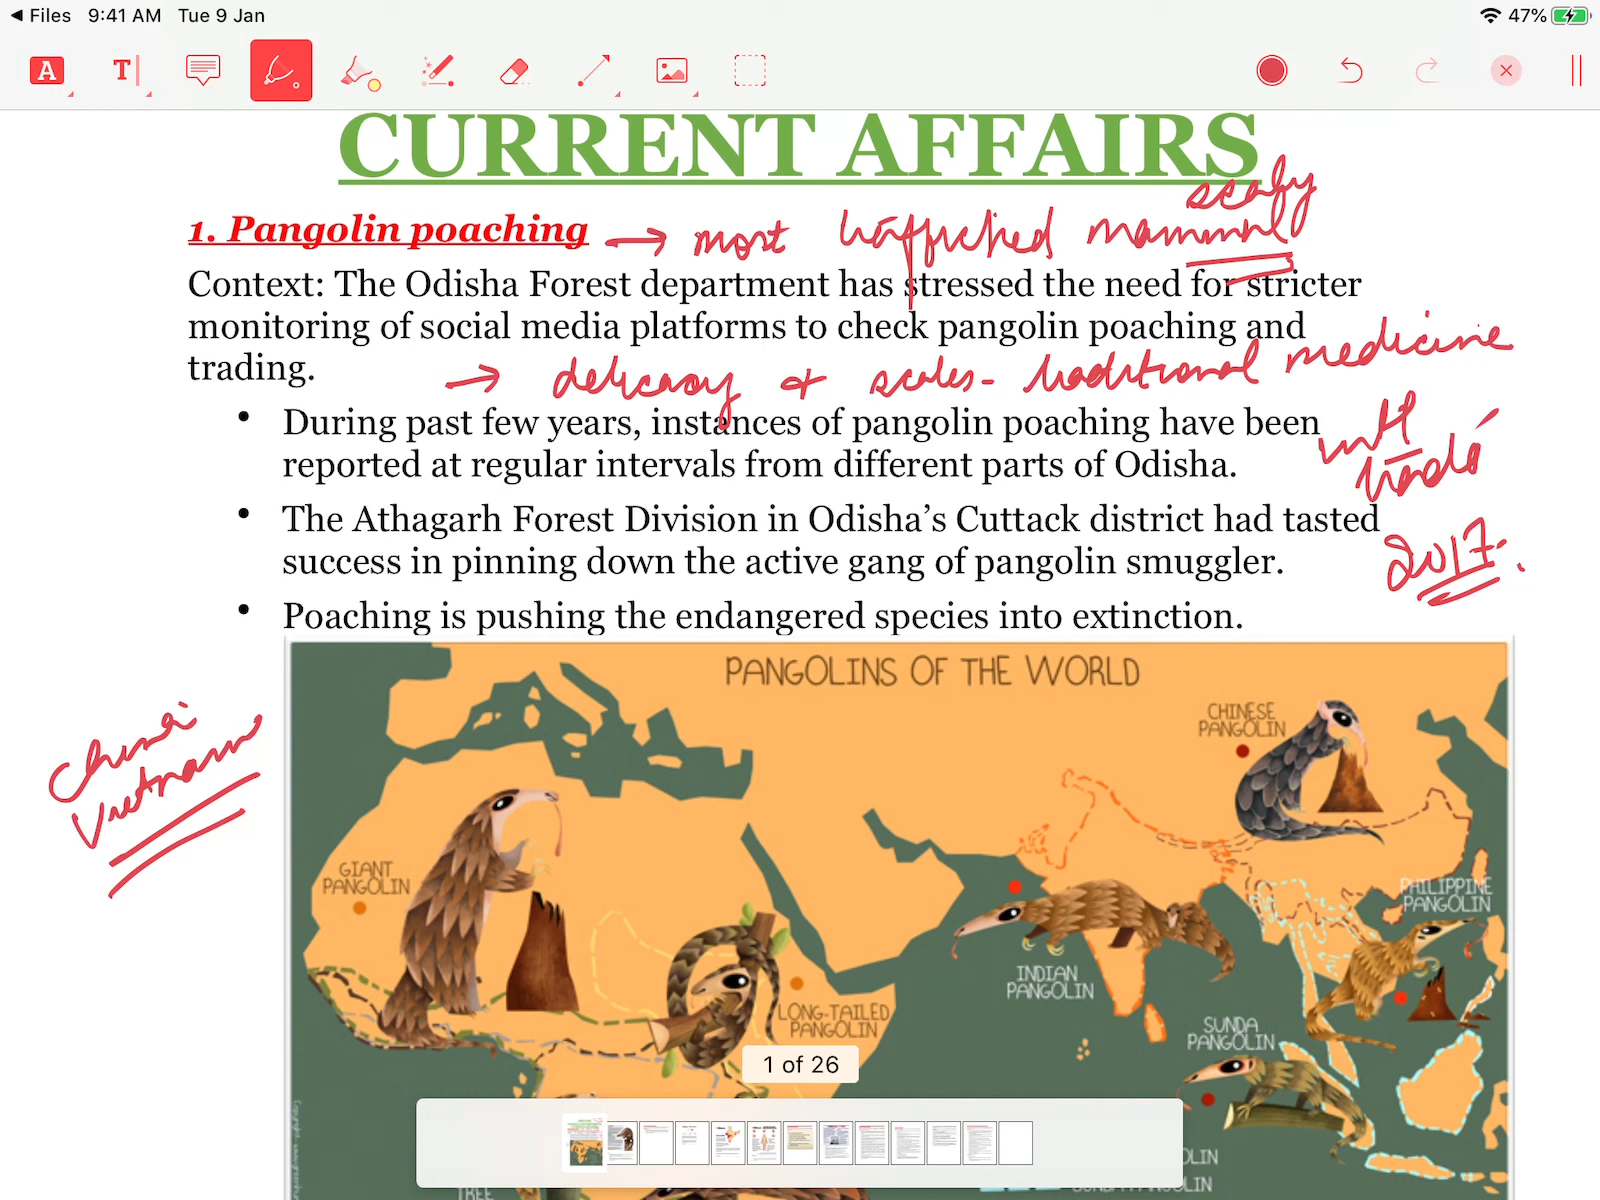 Files 9:41 AM Tue 9 Jan
47%
CURRENT AFFAIRS
scaly
1. Pangolin poaching → most trafficked mammal
Context: The Odisha Forest department has stressed the need for stricter
monitoring of social media platforms to check pangolin poaching and
trading.
→ delicacy + scales - traditional medicine
• During past few years, instances of pangolin poaching have been
reported at regular intervals from different parts of Odisha.
intl
trade
• The Athagarh Forest Division in Odisha’s Cuttack district had tasted
success in pinning down the active gang of pangolin smuggler.
2017.
• Poaching is pushing the endangered species into extinction.
PANGOLINS OF THE WORLD
China
Vietnam
CHINESE
PANGOLIN
GIANT
PANGOLIN
PHILIPPINE
PANGOLIN
INDIAN
PANGOLIN
LONG-TAILED
PANGOLIN
SUNDA
PANGOLIN
1 of 26
TREE